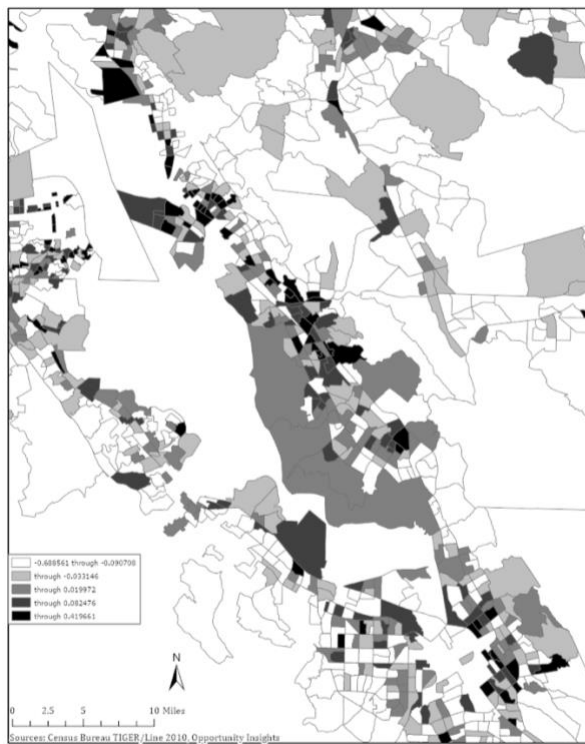 -0.688561 through -0.090708
through -0.033146
through 0.019972
through 0.082476
through 0.419661
N
0 2.5 5 10 Miles
Sources: Census Bureau TIGER/Line 2010, Opportunity Insights